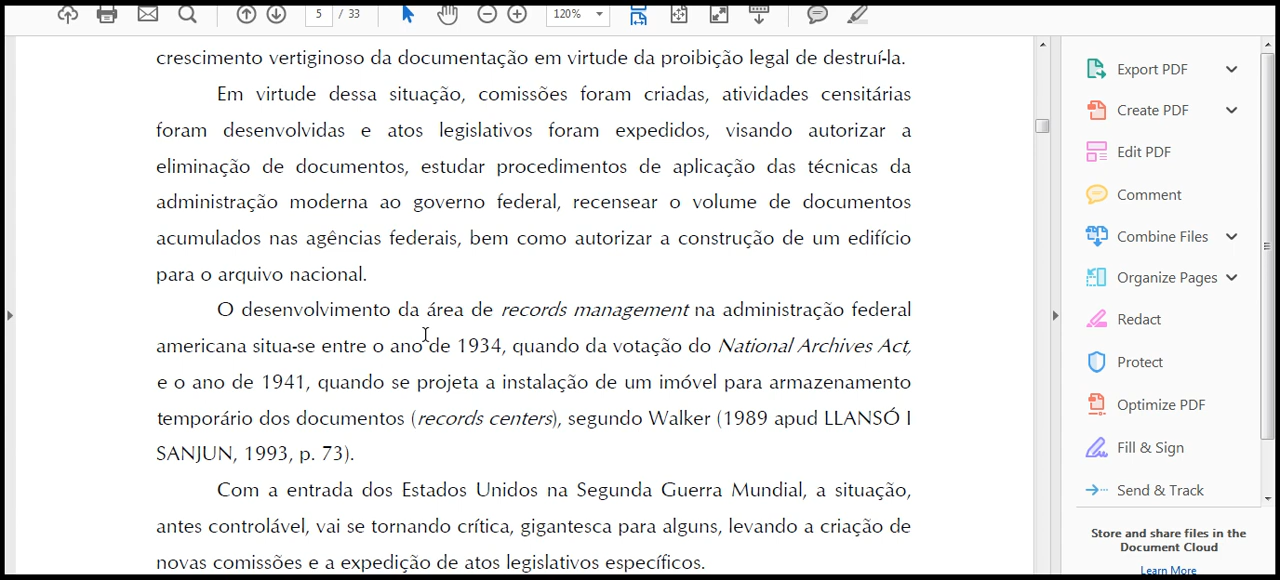 5 / 33
120%
crescimento vertiginoso da documentação em virtude da proibição legal de destruí-la.
Em virtude dessa situação, comissões foram criadas, atividades censitárias
foram desenvolvidas e atos legislativos foram expedidos, visando autorizar a
eliminação de documentos, estudar procedimentos de aplicação das técnicas da
administração moderna ao governo federal, recensear o volume de documentos
acumulados nas agências federais, bem como autorizar a construção de um edifício
para o arquivo nacional.
O desenvolvimento da área de records management na administração federal
americana situa-se entre o ano de 1934, quando da votação do National Archives Act,
e o ano de 1941, quando se projeta a instalação de um imóvel para armazenamento
temporário dos documentos (records centers), segundo Walker (1989 apud LLANSÓ I
SANJUN, 1993, p. 73).
Com a entrada dos Estados Unidos na Segunda Guerra Mundial, a situação,
antes controlável, vai se tornando crítica, gigantesca para alguns, levando a criação de
novas comissões e a expedição de atos legislativos específicos.
Export PDF
Create PDF
Edit PDF
Comment
Combine Files
Organize Pages
Redact
Protect
Optimize PDF
Fill & Sign
Send & Track
Store and share files in the
Document Cloud
Learn More